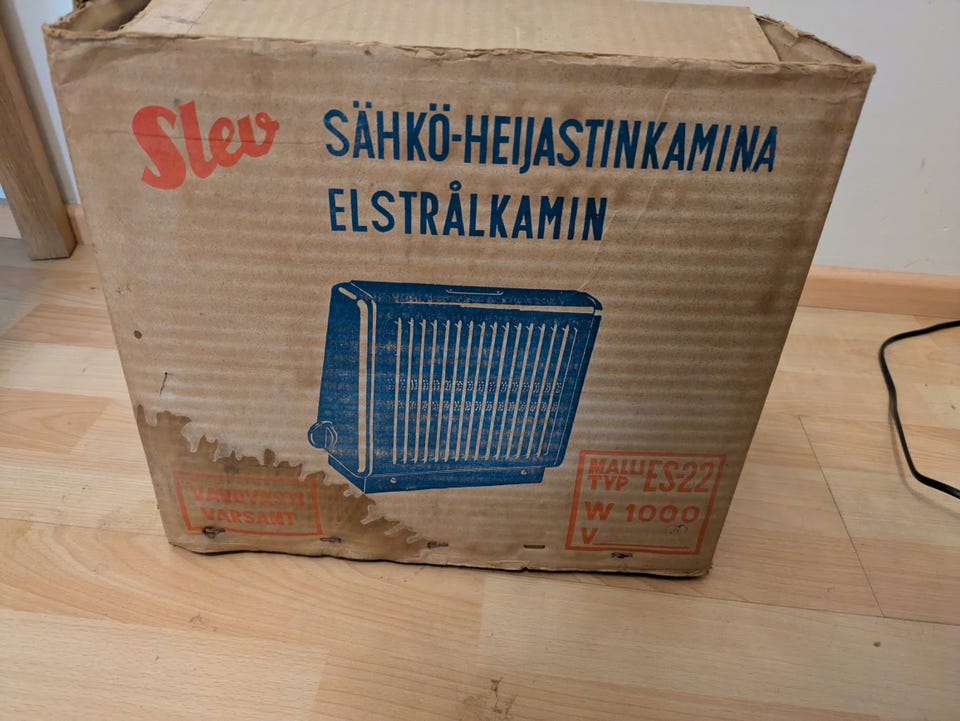 Slev
SÄHKÖ-HEIJASTINKAMINA
ELSTRÅLKAMIN
VAROVASTI
VARSAMT
MALLI ES-22
TYP
W 1000
V